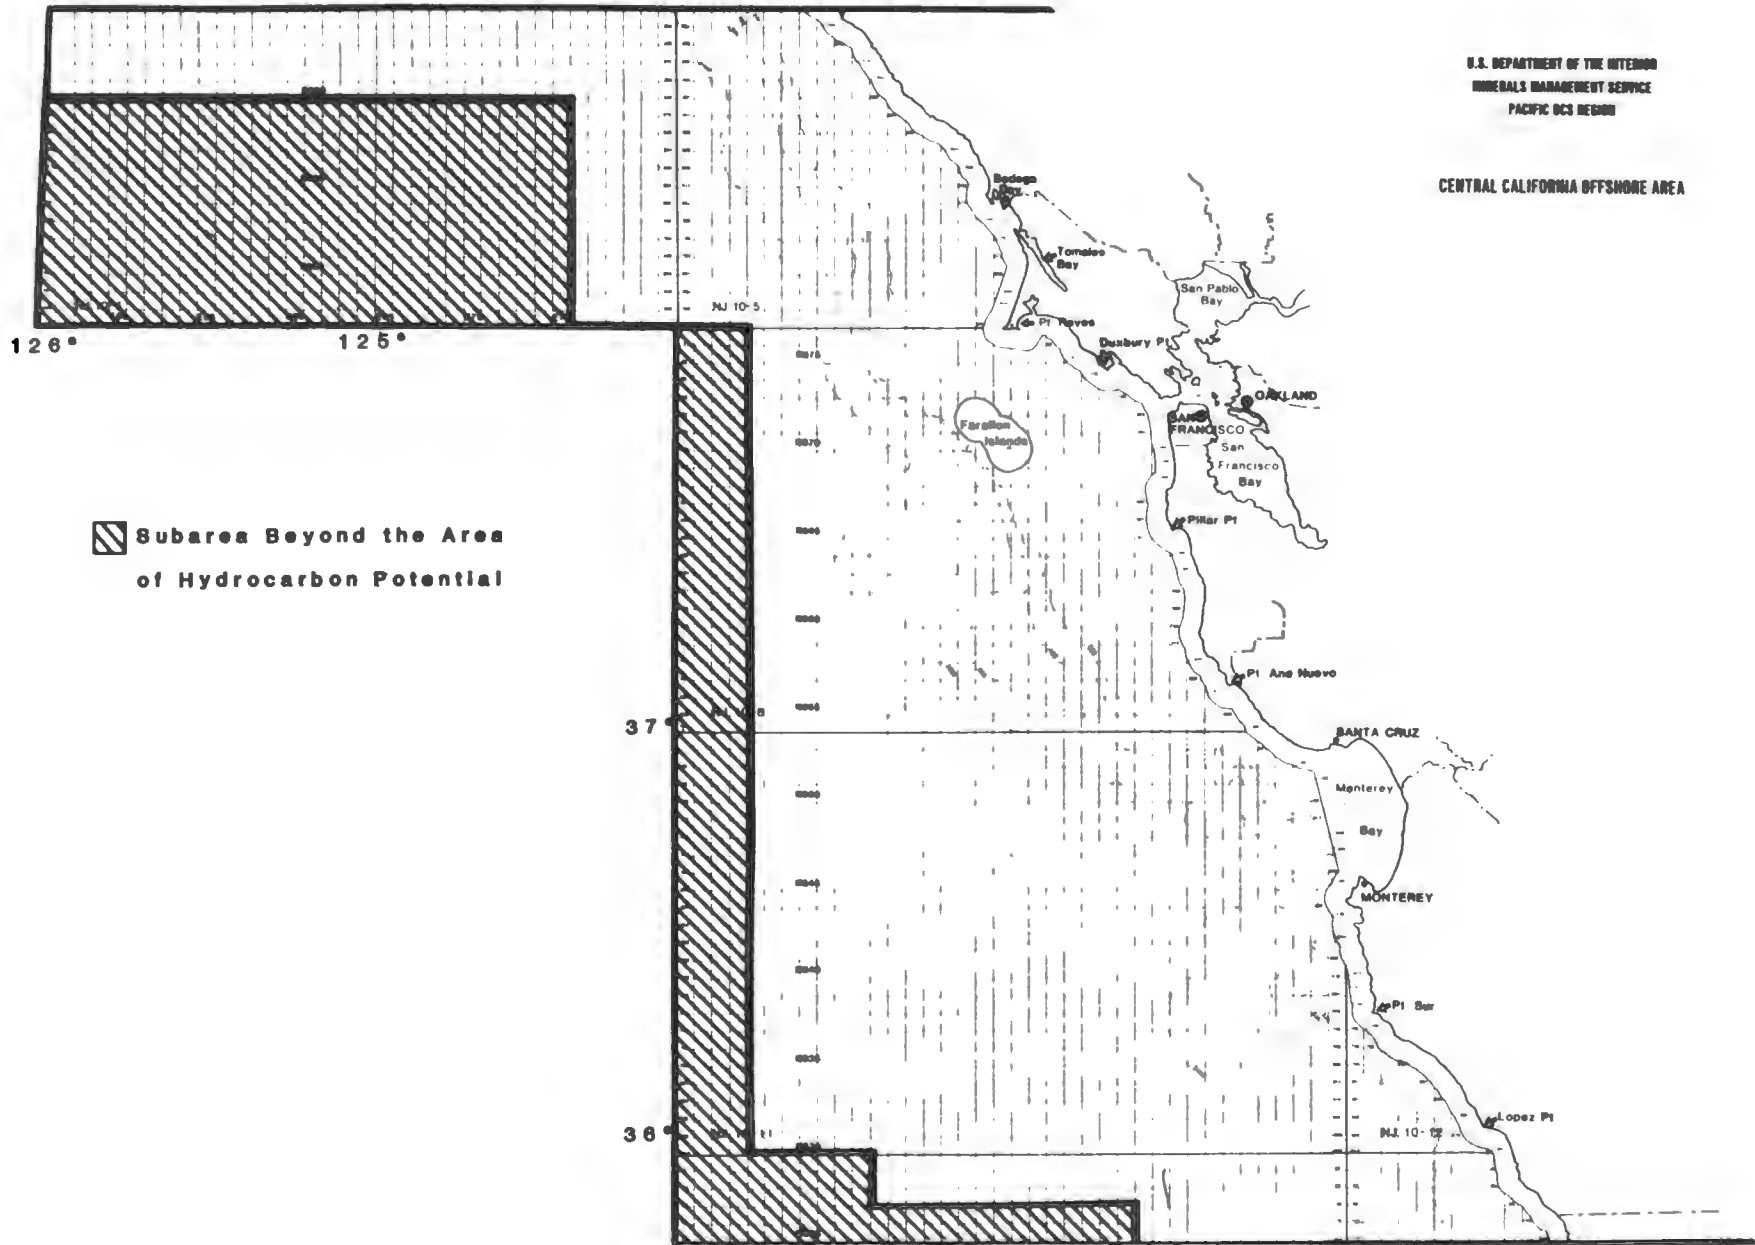 U.S. DEPARTMENT OF THE INTERIOR
MINERALS MANAGEMENT SERVICE
PACIFIC OCS REGION
CENTRAL CALIFORNIA OFFSHORE AREA
Bodega
Bay
Tomales
Bay
San Pablo
Bay
NJ 10-5
Pt Reyes
126°
125°
Duxbury Pt
OAKLAND
SAN
FRANCISCO
Farallon
Islands
San
Francisco
Bay
Pillar Pt
Subarea Beyond the Area
of Hydrocarbon Potential
Pt Ano Nuevo
37°
SANTA CRUZ
Monterey
Bay
MONTEREY
Pt Sur
Lopez Pt
36°
NJ 10-12